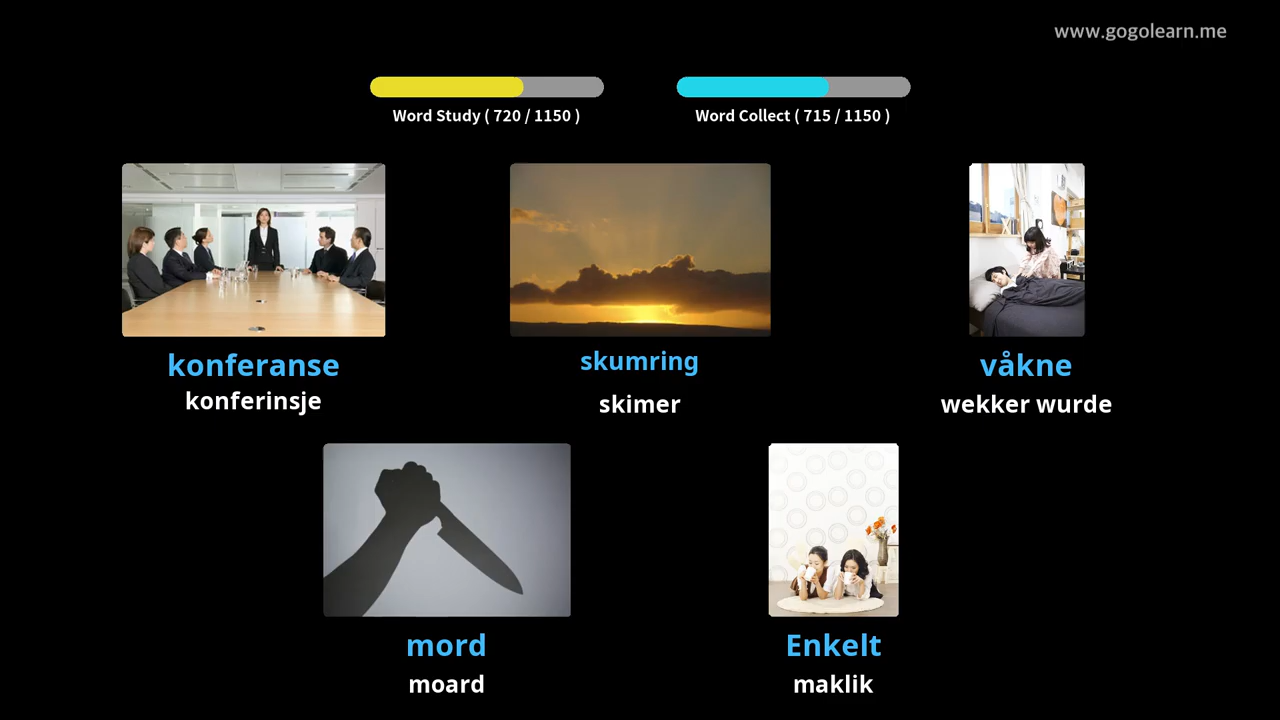 www.gogolearn.me
Word Study ( 720 / 1150 )
Word Collect ( 715 / 1150 )
konferanse
konferinsje
skumring
skimer
våkne
wekker wurde
mord
moard
Enkelt
maklik